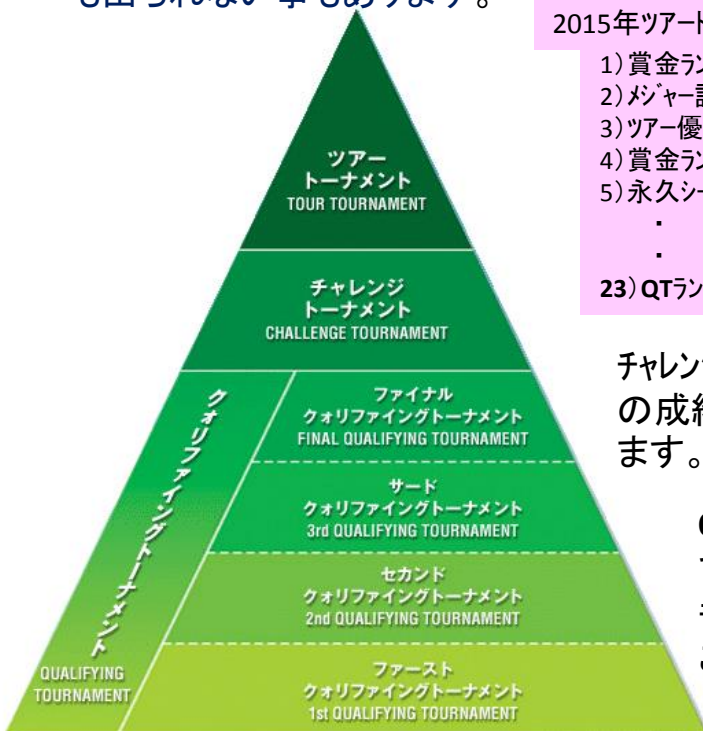 も出られない事もあります。
2015年ツアー
1)賞金ラン
2)メジャー
3)ツアー優
4)賞金ラン
5)永久シー
・
・
23)QTラン
ツアー
トーナメント
TOUR TOURNAMENT
チャレンジ
トーナメント
CHALLENGE TOURNAMENT
チャレン
の成
ます。
クォリファイングトーナメント
QUALIFYING
TOURNAMENT
ファイナル
クォリファイングトーナメント
FINAL QUALIFYING TOURNAMENT
サード
クォリファイングトーナメント
3rd QUALIFYING TOURNAMENT
セカンド
クォリファイングトーナメント
2nd QUALIFYING TOURNAMENT
ファースト
クォリファイングトーナメント
1st QUALIFYING TOURNAMENT